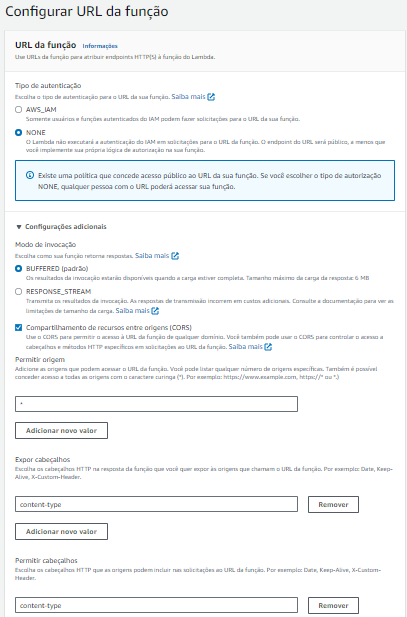 Configurar URL da função
URL da função Informações
Use URLs da função para atribuir endpoints HTTP(S) à função do Lambda.
Tipo de autenticação
Escolha o tipo de autenticação para o URL da sua função. Saiba mais
AWS_IAM
Somente usuários e funções autenticados do IAM podem fazer solicitações para o URL da sua função.
NONE
O Lambda não executará a autenticação do IAM em solicitações para o URL da função. O endpoint do URL será público, a menos que
você implemente sua própria lógica de autorização na sua função.
Existe uma política que concede acesso público ao URL da sua função. Se você escolher o tipo de autorização
NONE, qualquer pessoa com o URL poderá acessar sua função.
Configurações adicionais
Modo de invocação
Escolha como sua função retorna respostas. Saiba mais
BUFFERED (padrão)
Os resultados de invocação estarão disponíveis quando a carga estiver completa. Tamanho máximo da carga da resposta: 6 MB
RESPONSE_STREAM
Transmita os resultados de invocação. As respostas de transmissão incorrem em custos adicionais. Consulte a documentação para ver as
limitações de tamanho da carga. Saiba mais
Compartilhamento de recursos entre origens (CORS)
Use o CORS para permitir o acesso à URL de função de qualquer domínio. Você também pode usar o CORS para controlar o acesso a
cabeçalhos e métodos HTTP específicos em solicitações ao URL da função. Saiba mais
Permitir origem
Adicione as origens que podem acessar o URL da função. Você pode listar qualquer número de origens específicas. Também é possível
conceder acesso a todas as origens com o caractere curinga (*). Por exemplo: https://www.example.com, https://* ou *.)
*
Adicionar novo valor
Expor cabeçalhos
Escolha os cabeçalhos HTTP na resposta da função que você quer expor às origens que chamam o URL da função. Por exemplo: Date, Keep-
Alive, X-Custom-Header.
content-type Remover
Adicionar novo valor
Permitir cabeçalhos
Escolha os cabeçalhos HTTP que as origens podem incluir nas solicitações ao URL da função. Por exemplo: Date, Keep-Alive, X-Custom-
Header.
content-type Remover